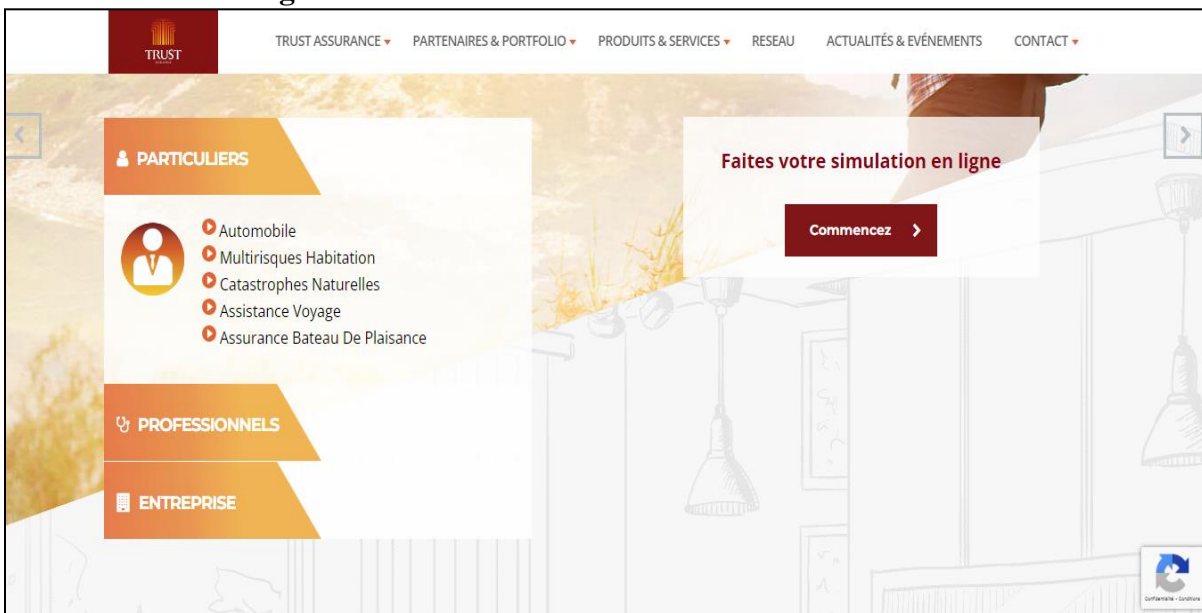 TRUST
TRUST ASSURANCE PARTENAIRES & PORTFOLIO PRODUITS & SERVICES RESEAU ACTUALITÉS & EVÉNEMENTS CONTACT
PARTICULIERS
Automobile
Multirisques Habitation
Catastrophes Naturelles
Assistance Voyage
Assurance Bateau De Plaisance
PROFESSIONNELS
ENTREPRISE
Faites votre simulation en ligne
Commencez